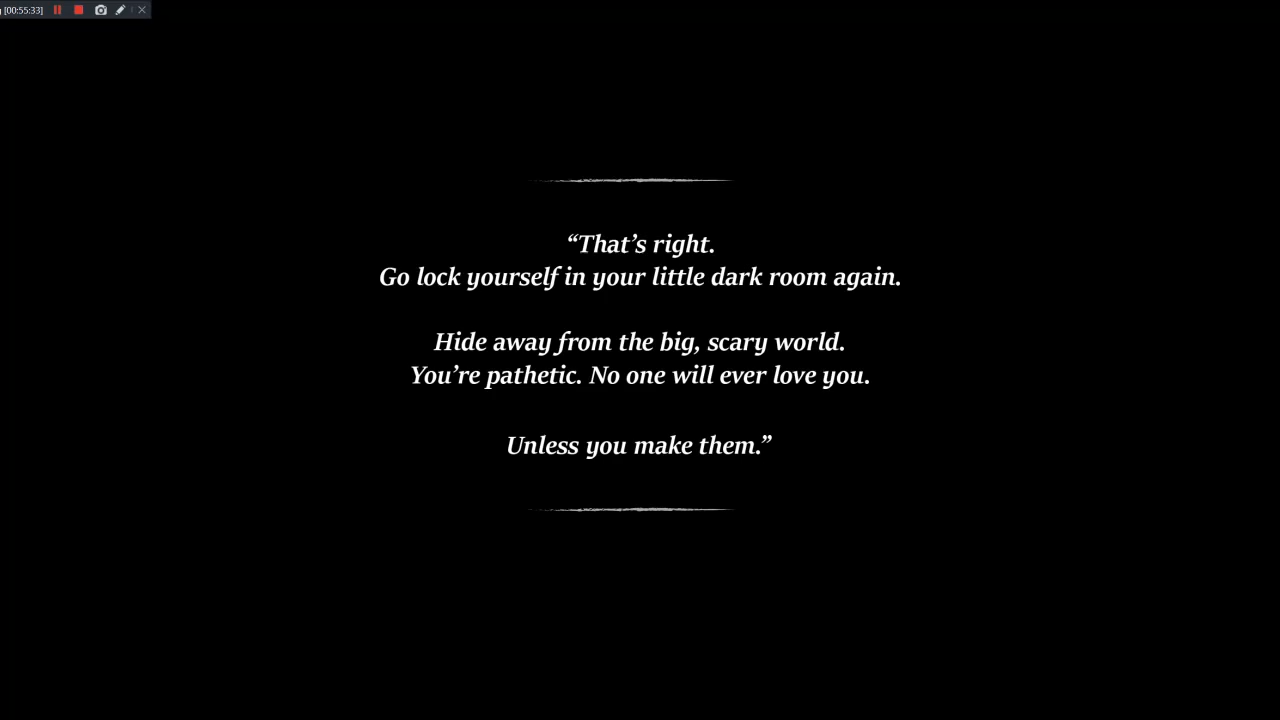 [00:55:33]
“That’s right.
Go lock yourself in your little dark room again.
Hide away from the big, scary world.
You’re pathetic. No one will ever love you.
Unless you make them.”